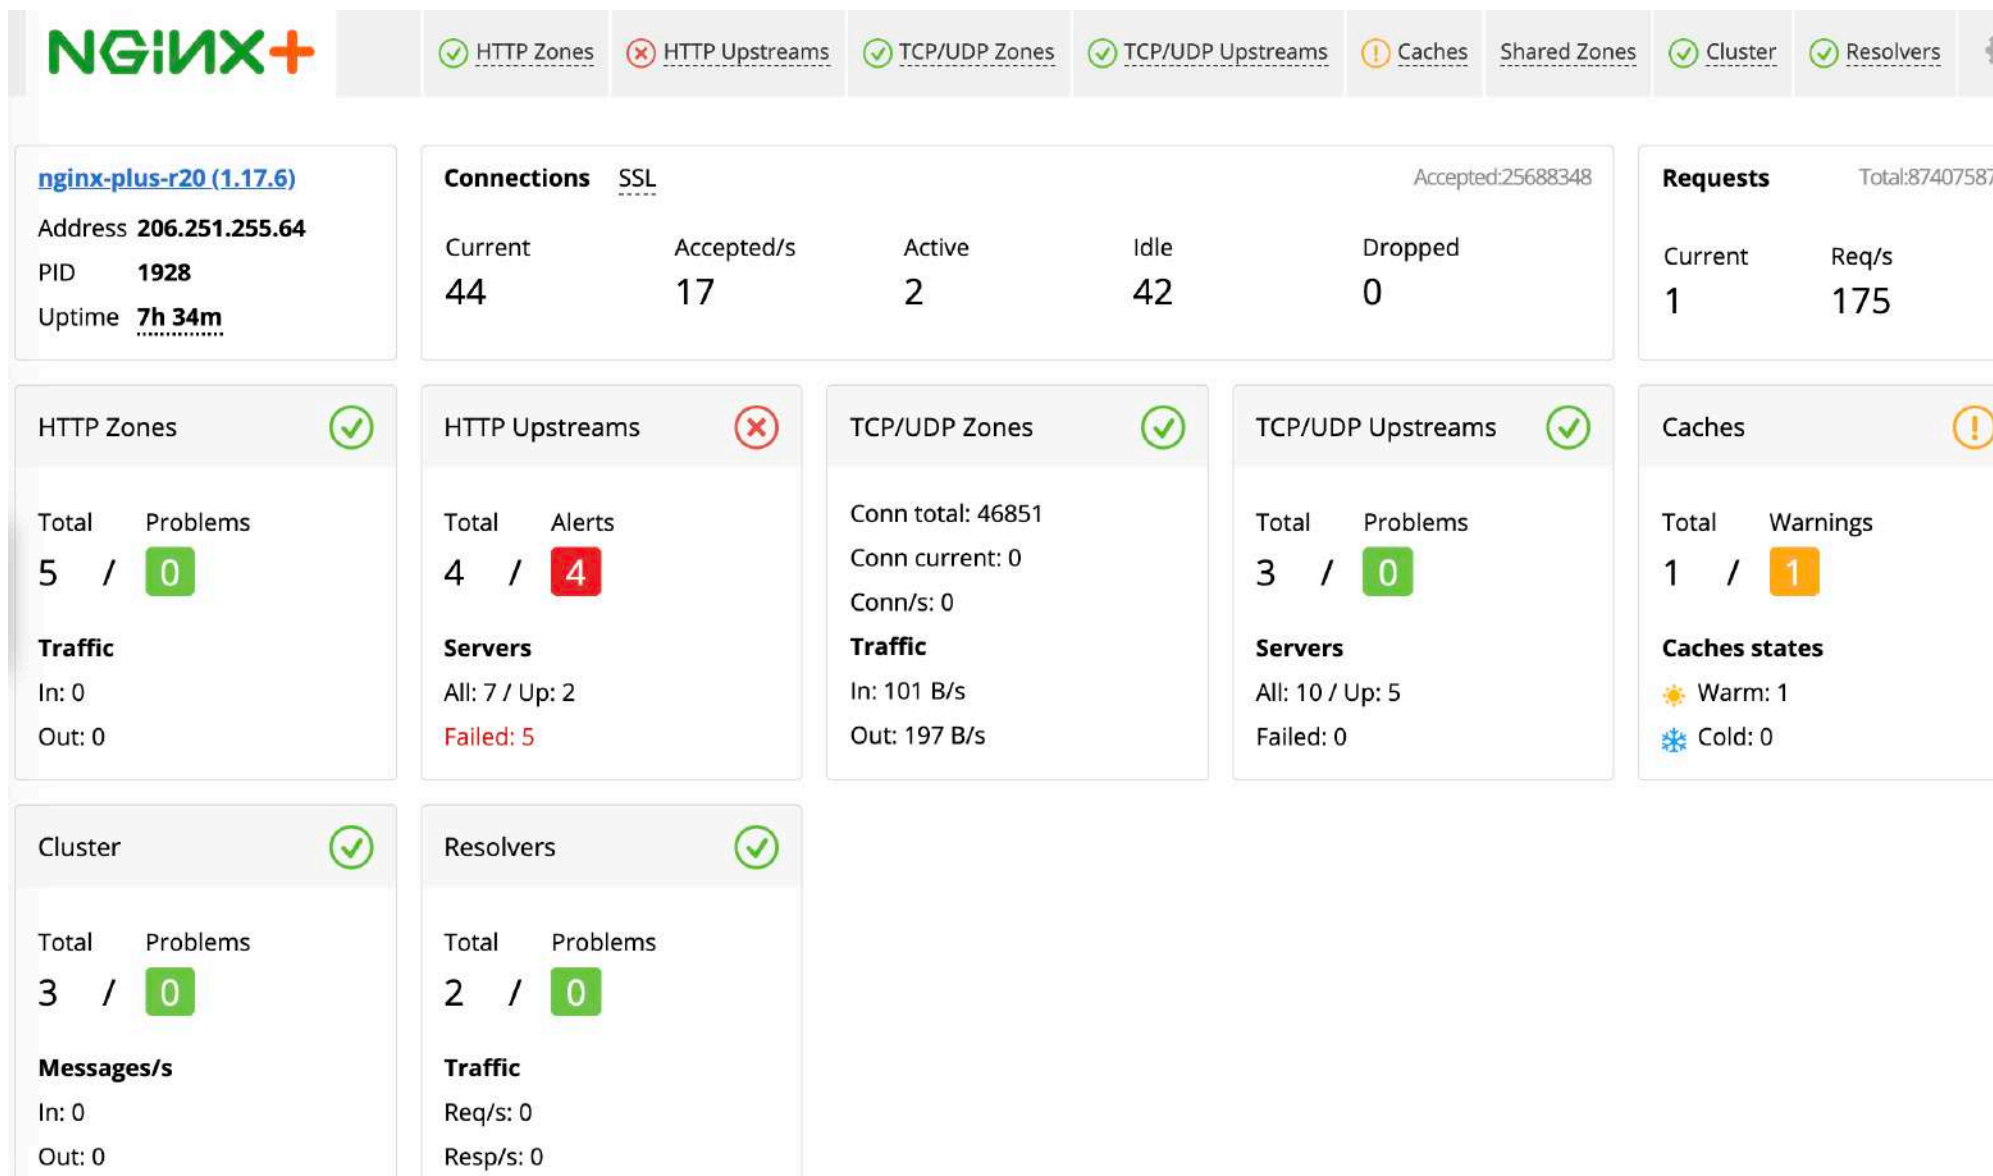 NGINX+
HTTP Zones
HTTP Upstreams
TCP/UDP Zones
TCP/UDP Upstreams
Caches
Shared Zones
Cluster
Resolvers
nginx-plus-r20 (1.17.6)
Address 206.251.255.64
PID 1928
Uptime 7h 34m
Connections SSL Accepted:25688348
Current Accepted/s Active Idle Dropped
44 17 2 42 0
Requests Total:87407587
Current Req/s
1 175
HTTP Zones
Total Problems
5 / 0
Traffic
In: 0
Out: 0
HTTP Upstreams
Total Alerts
4 / 4
Servers
All: 7 / Up: 2
Failed: 5
TCP/UDP Zones
Conn total: 46851
Conn current: 0
Conn/s: 0
Traffic
In: 101 B/s
Out: 197 B/s
TCP/UDP Upstreams
Total Problems
3 / 0
Servers
All: 10 / Up: 5
Failed: 0
Caches
Total Warnings
1 / 1
Caches states
Warm: 1
Cold: 0
Cluster
Total Problems
3 / 0
Messages/s
In: 0
Out: 0
Resolvers
Total Problems
2 / 0
Traffic
Req/s: 0
Resp/s: 0